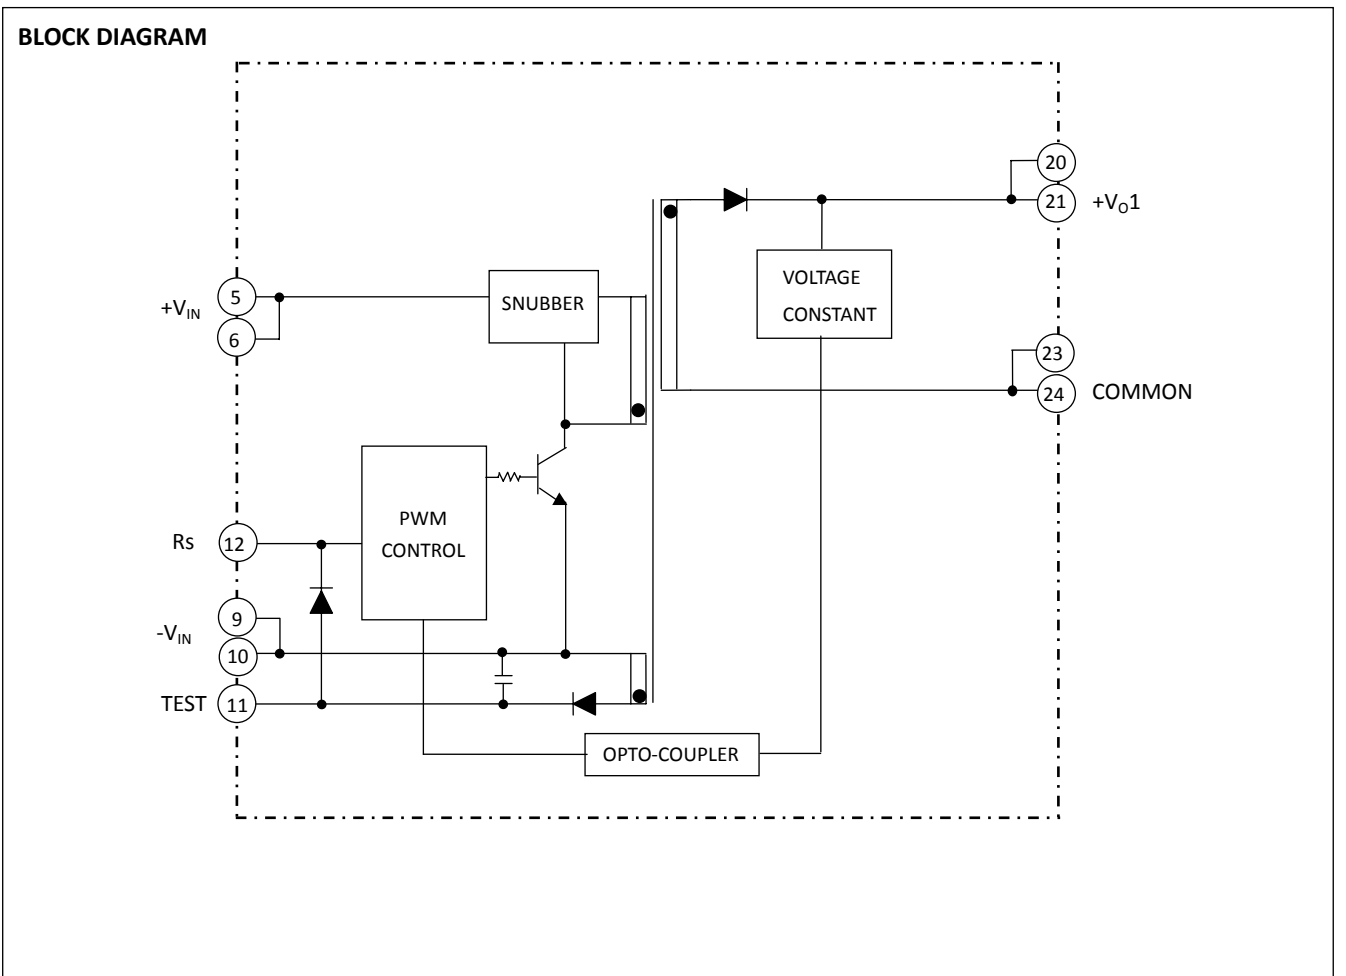 BLOCK DIAGRAM
20
21
+VO1
VOLTAGE
CONSTANT
5
+VIN
6
SNUBBER
23
24
COMMON
PWM
CONTROL
Rs
12
9
-VIN
10
TEST
11
OPTO-COUPLER